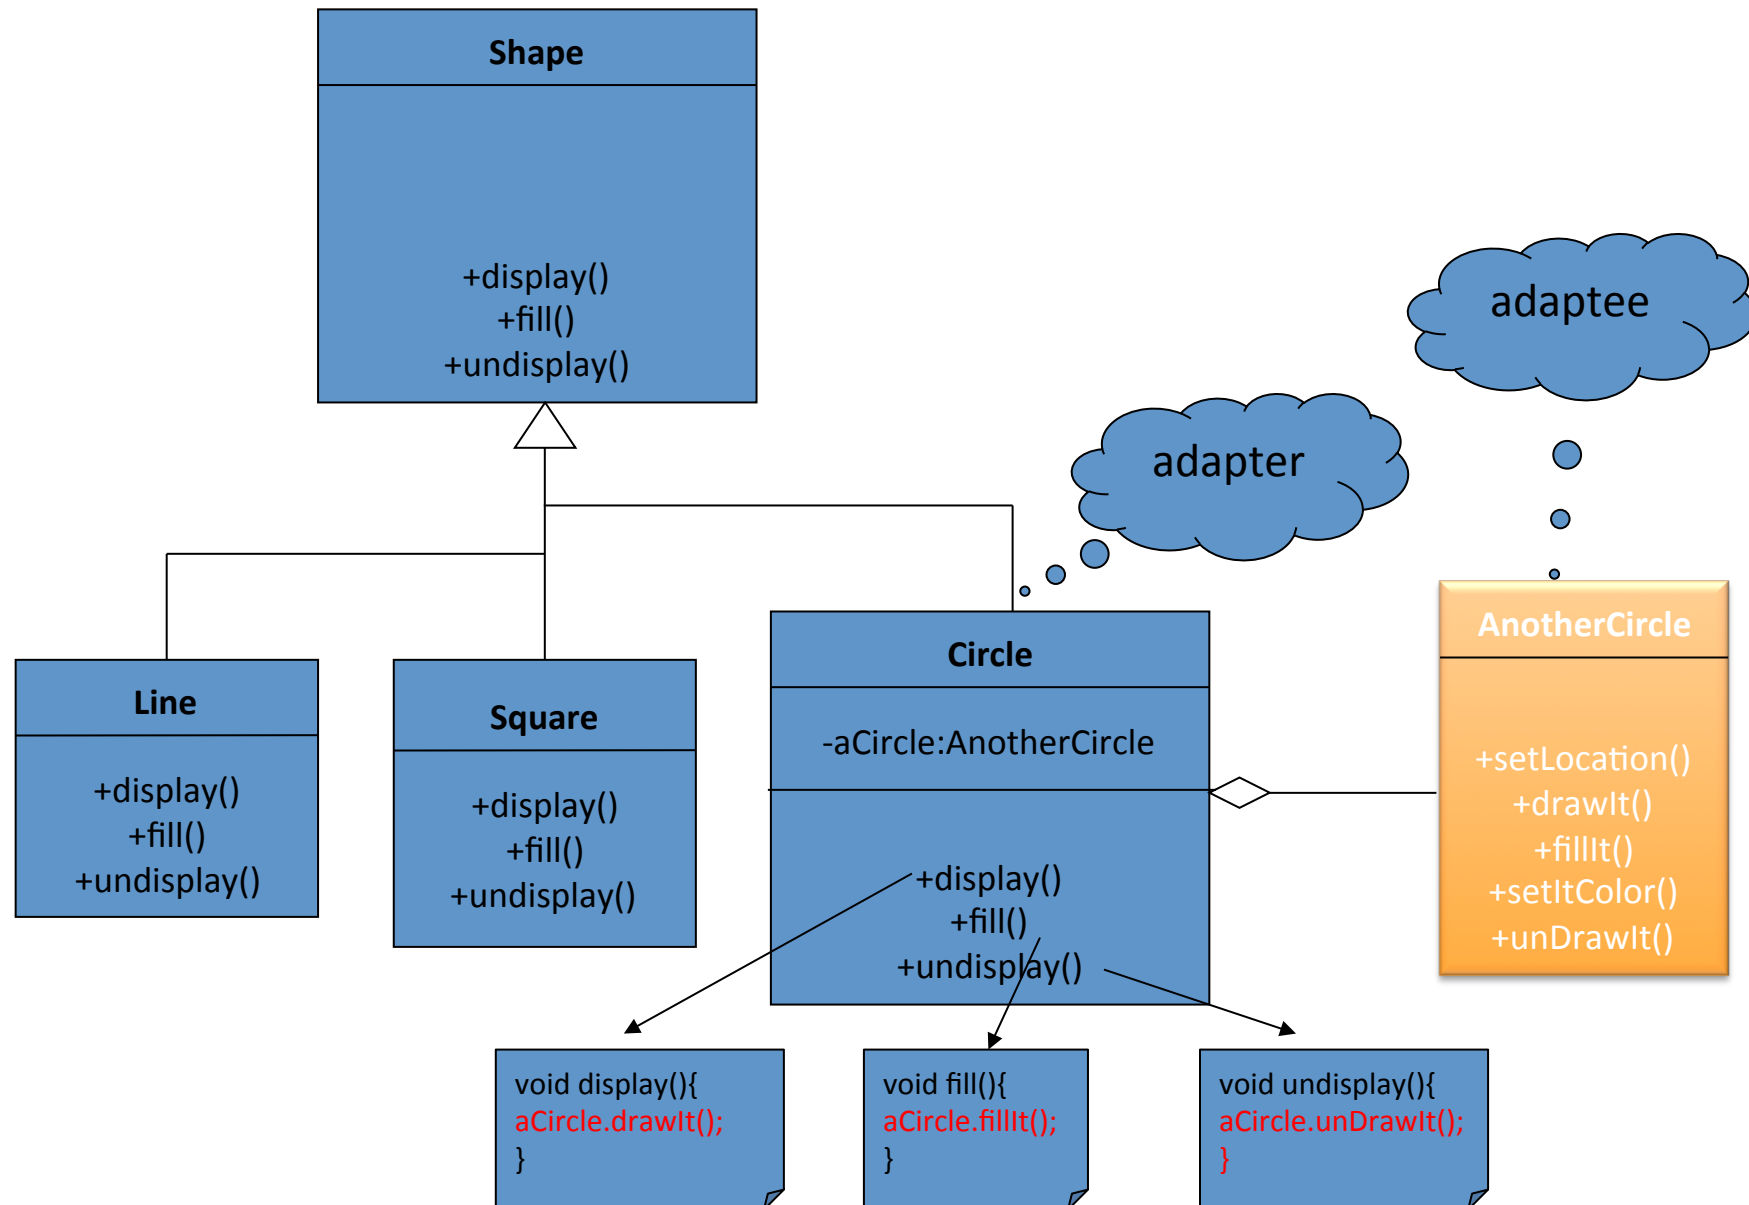 Shape
+display()
+fill()
+undisplay()
adaptee
adapter
Line
+display()
+fill()
+undisplay()
Square
+display()
+fill()
+undisplay()
Circle
-aCircle:AnotherCircle
+display()
+fill()
+undisplay()
AnotherCircle
+setLocation()
+drawIt()
+fillIt()
+setItColor()
+unDrawIt()
void display(){
aCircle.drawIt();
}
void fill(){
aCircle.fillIt();
}
void undisplay(){
aCircle.unDrawIt();
}